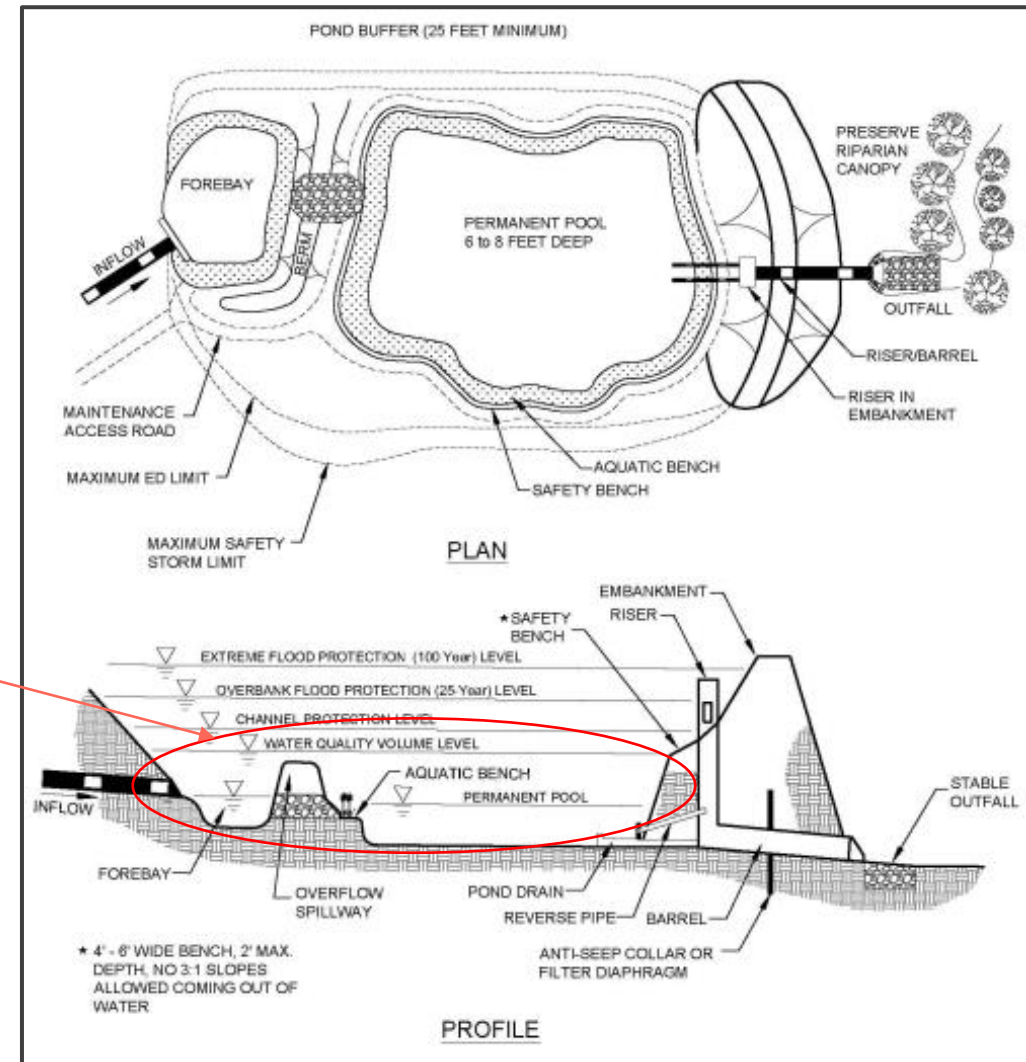 POND BUFFER (25 FEET MINIMUM)
FOREBAY
INFLOW
BERM
PERMANENT POOL
6 to 8 FEET DEEP
PRESERVE
RIPARIAN
CANOPY
OUTFALL
RISER/BARREL
RISER IN
EMBANKMENT
MAINTENANCE
ACCESS ROAD
AQUATIC BENCH
MAXIMUM ED LIMIT
SAFETY BENCH
MAXIMUM SAFETY
STORM LIMIT
PLAN
EMBANKMENT
RISER
★ SAFETY
BENCH
EXTREME FLOOD PROTECTION (100 Year) LEVEL
OVERBANK FLOOD PROTECTION (25 Year) LEVEL
CHANNEL PROTECTION LEVEL
WATER QUALITY VOLUME LEVEL
AQUATIC BENCH
PERMANENT POOL
STABLE
OUTFALL
INFLOW
FOREBAY
OVERFLOW
SPILLWAY
POND DRAIN
REVERSE PIPE
BARREL
ANTI-SEEP COLLAR OR
FILTER DIAPHRAGM
★ 4' - 6' WIDE BENCH, 2' MAX.
DEPTH, NO 3:1 SLOPES
ALLOWED COMING OUT OF
WATER
PROFILE